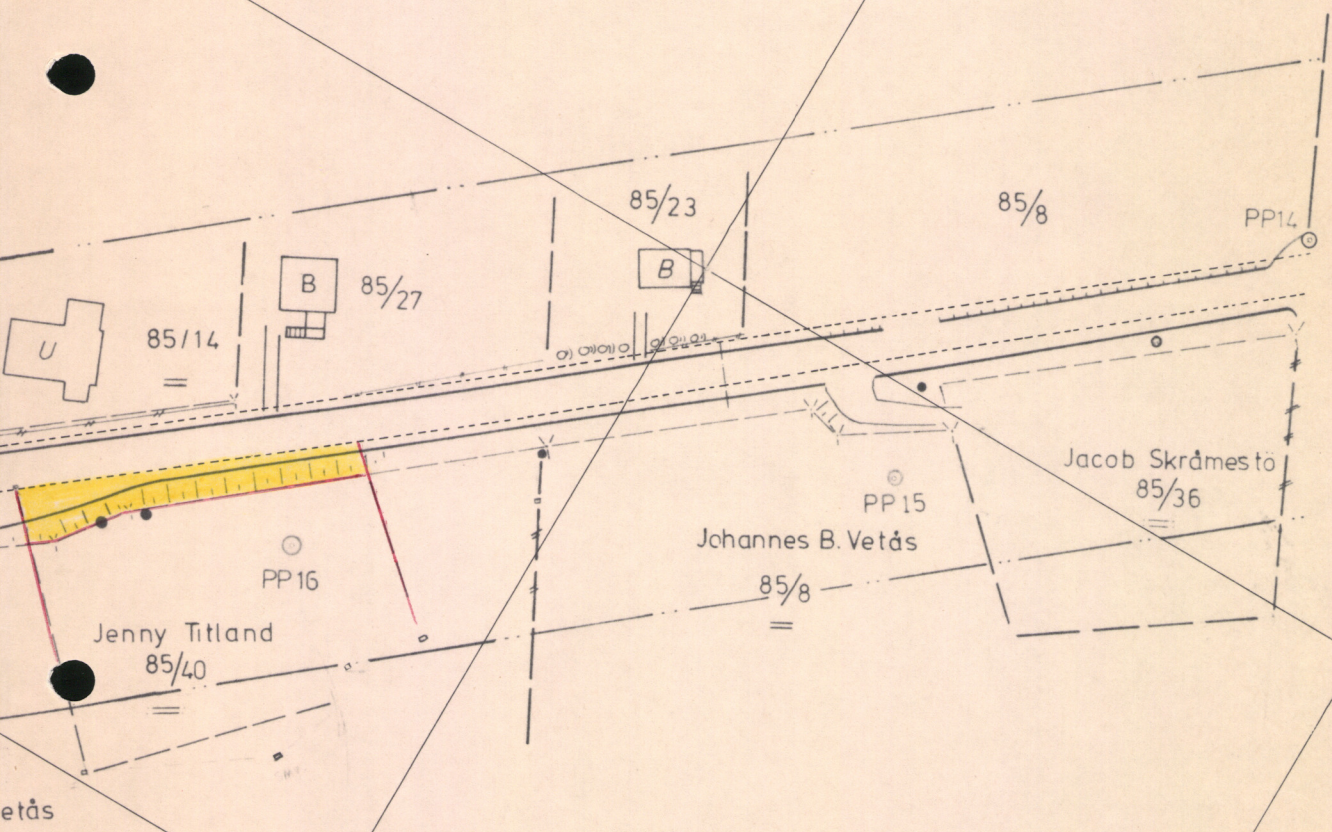 85/23
85/8
PP14
B
85/27
B
U
85/14
Jacob Skråmestö
85/36
PP15
Johannes B. Vetås
85/8
PP16
Jenny Titland
85/40
etås